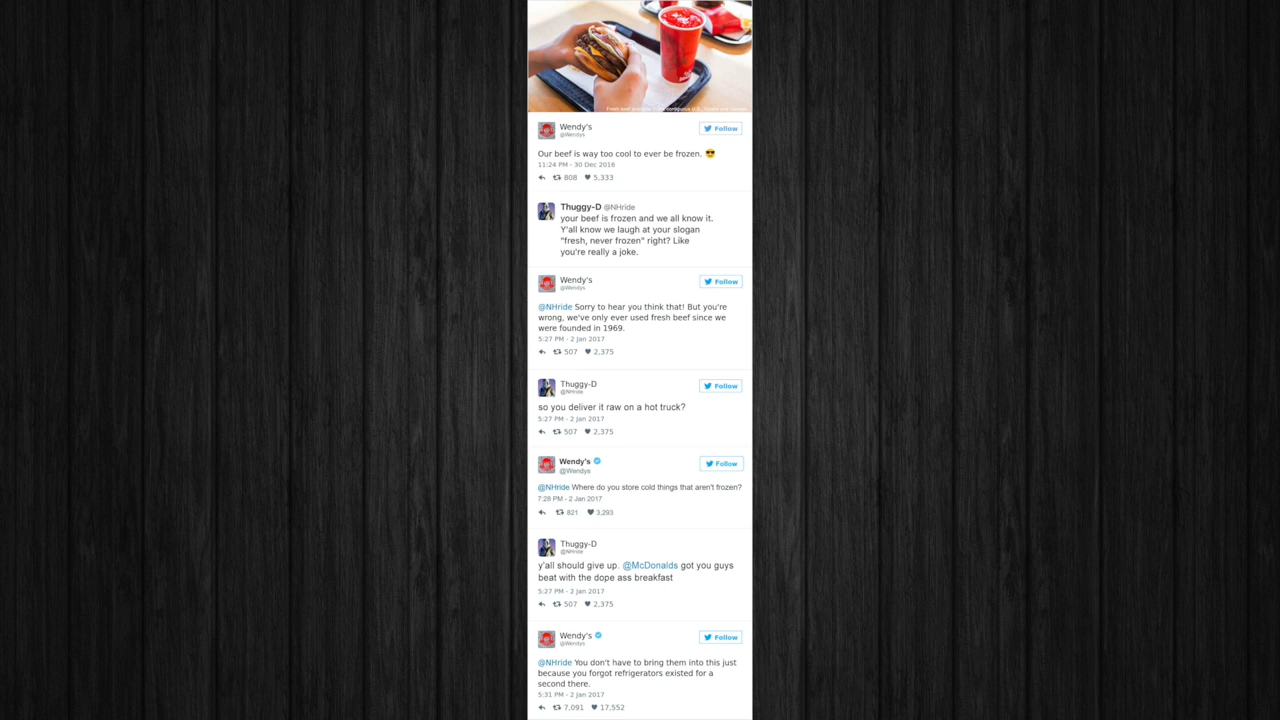 Wendy's
@Wendys
Follow
Our beef is way too cool to ever be frozen. 😎
11:24 PM - 30 Dec 2016
808 5,333
Thuggy-D @NHride
your beef is frozen and we all know it.
Y'all know we laugh at your slogan
"fresh, never frozen" right? Like
you're really a joke.
Wendy's
@Wendys
Follow
@NHride Sorry to hear you think that! But you're
wrong, we've only ever used fresh beef since we
were founded in 1969.
5:27 PM - 2 Jan 2017
507 2,375
Thuggy-D
@NHride
Follow
so you deliver it raw on a hot truck?
5:27 PM - 2 Jan 2017
507 2,375
Wendy's
@Wendys
Follow
@NHride Where do you store cold things that aren't frozen?
7:28 PM - 2 Jan 2017
821 3,293
Thuggy-D
@NHride
y'all should give up. @McDonalds got you guys
beat with the dope ass breakfast
5:27 PM - 2 Jan 2017
507 2,375
Wendy's
@Wendys
Follow
@NHride You don't have to bring them into this just
because you forgot refrigerators existed for a
second there.
5:31 PM - 2 Jan 2017
7,091 17,552